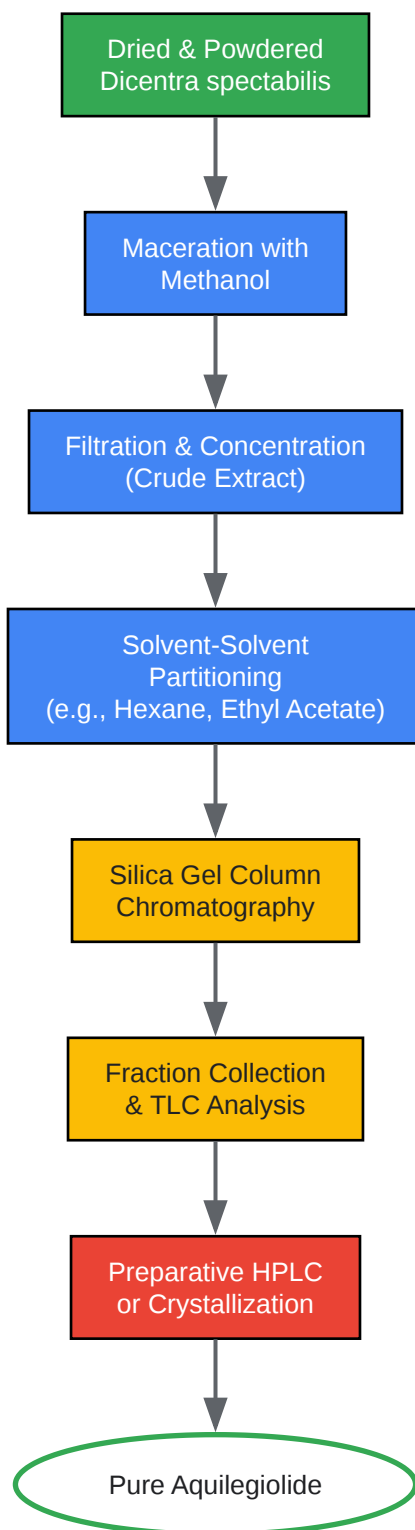 Dried & Powdered
Dicentra spectabilis
Maceration with
Methanol
Filtration & Concentration
(Crude Extract)
Solvent-Solvent
Partitioning
(e.g., Hexane, Ethyl Acetate)
Silica Gel Column
Chromatography
Fraction Collection
& TLC Analysis
Preparative HPLC
or Crystallization
Pure Aquilegiolide